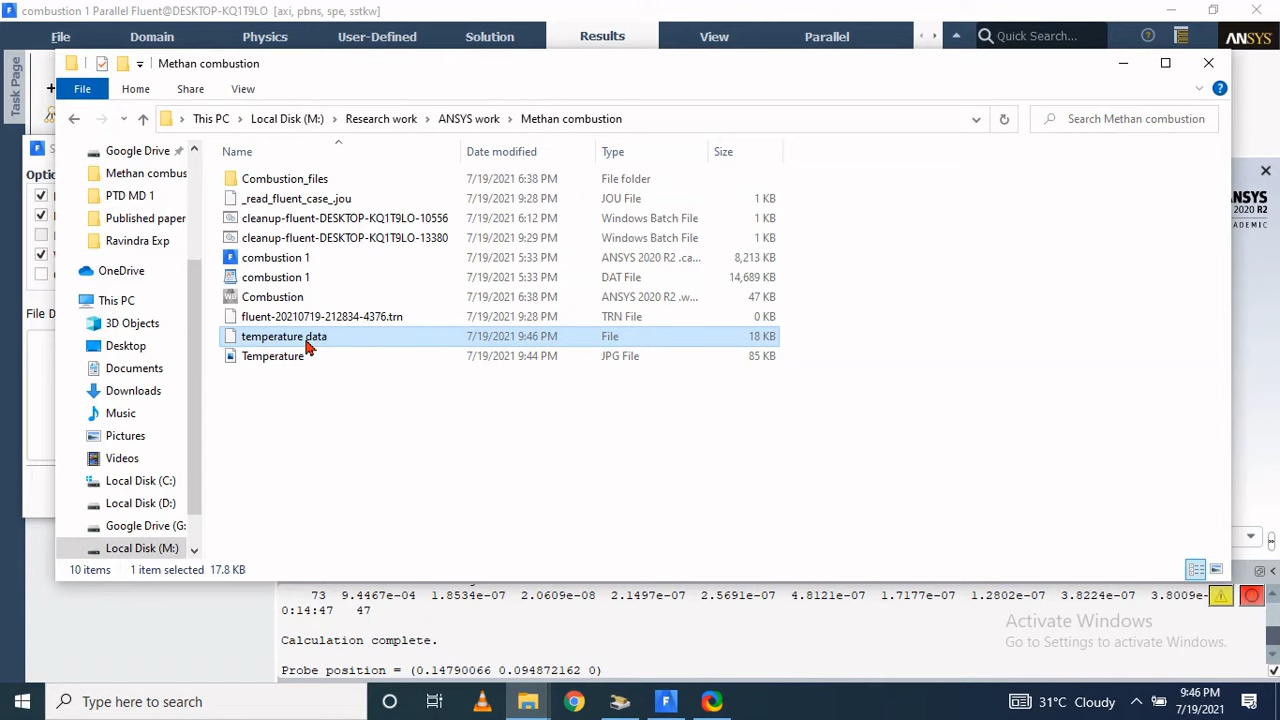 combustion 1 Parallel Fluent@DESKTOP-KQ1T9LO [axi, pbns, spe, sstkw]
File Domain Physics User-Defined Solution Results View Parallel Quick Search... ANSYS
Task Page
Methan combustion
File Home Share View
This PC Local Disk (M:) Research work ANSYS work Methan combustion Search Methan combustion
Name Date modified Type Size
Google Drive
Methan combus
PTD MD 1
Published paper
Ravindra Exp
OneDrive
This PC
3D Objects
Desktop
Documents
Downloads
Music
Pictures
Videos
Local Disk (C:)
Local Disk (D:)
Google Drive (G:
Local Disk (M:)
Combustion_files 7/19/2021 6:38 PM File folder
_read_fluent_case_.jou 7/19/2021 9:28 PM JOU File 1 KB
cleanup-fluent-DESKTOP-KQ1T9LO-10556 7/19/2021 6:12 PM Windows Batch File 1 KB
cleanup-fluent-DESKTOP-KQ1T9LO-13380 7/19/2021 9:29 PM Windows Batch File 1 KB
combustion 1 7/19/2021 5:33 PM ANSYS 2020 R2 .ca... 8,213 KB
combustion 1 7/19/2021 5:33 PM DAT File 14,689 KB
Combustion 7/19/2021 6:38 PM ANSYS 2020 R2 .w... 47 KB
fluent-20210719-212834-4376.trn 7/19/2021 9:28 PM TRN File 0 KB
temperature data 7/19/2021 9:46 PM File 18 KB
Temperature 7/19/2021 9:44 PM JPG File 85 KB
S
Optio
File D
ANSYS
2020 R2
ADEMIC
10 items 1 item selected 17.8 KB
73 9.4467e-04 1.8534e-07 2.0609e-08 2.1497e-07 2.5691e-07 4.8121e-07 1.7177e-07 1.2802e-07 3.8224e-07 3.8009e-
0:14:47 47
Calculation complete.
Probe position = (0.14790066 0.094872162 0)
Activate Windows
Go to Settings to activate Windows.
Type here to search
31°C Cloudy
9:46 PM
7/19/2021